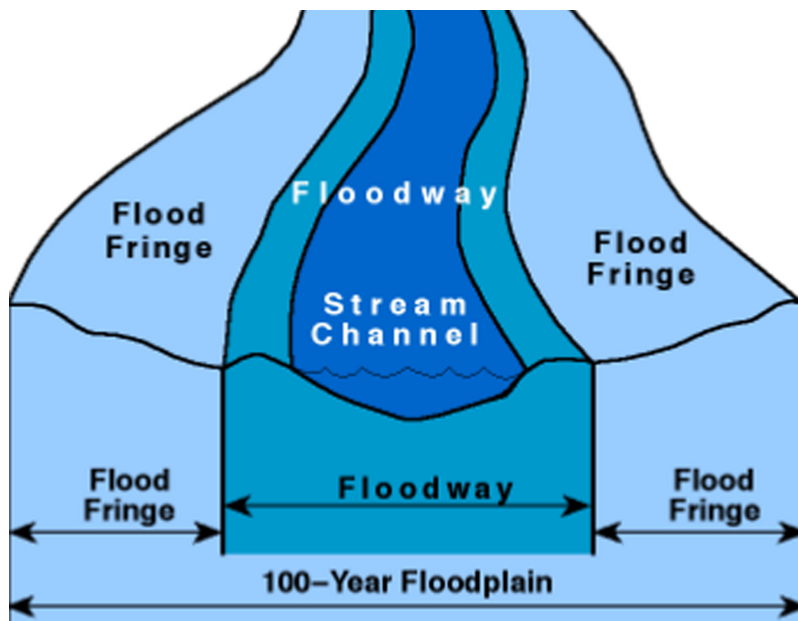 Floodway
Flood
Fringe
Flood
Fringe
Stream
Channel
Flood
Fringe
Floodway
Flood
Fringe
100–Year Floodplain